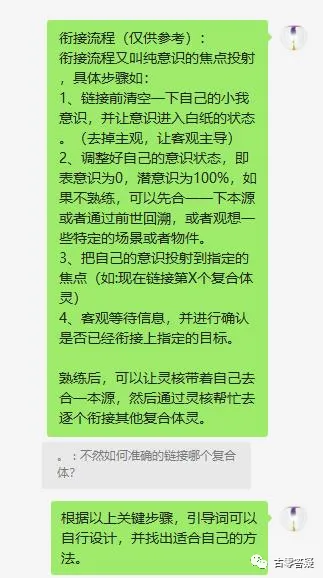 衔接流程（仅供参考）：
衔接流程又叫纯意识的焦点投射
，具体步骤如：
1、链接前清空一下自己的小我
意识，并让意识进入白纸的状态
。（去掉主观，让客观主导）
2、调整好自己的意识状态，即
表意识为0，潜意识为100%，如
果不熟练，可以先合一一下本源
或者通过前世回溯，或者观想一
些特定的场景或者物件。
3、把自己的意识投射到指定的
焦点（如:现在链接第X个复合体
灵）
4、客观等待信息，并进行确认
是否已经衔接上指定的目标。
熟练后，可以让灵核带着自己去
合一本源，然后通过灵核帮忙去
逐个衔接其他复合体灵。
。：不然如何准确的链接哪个复合
体?
根据以上关键步骤，引导词可以
自行设计，并找出适合自己的方
法。
古零答疑